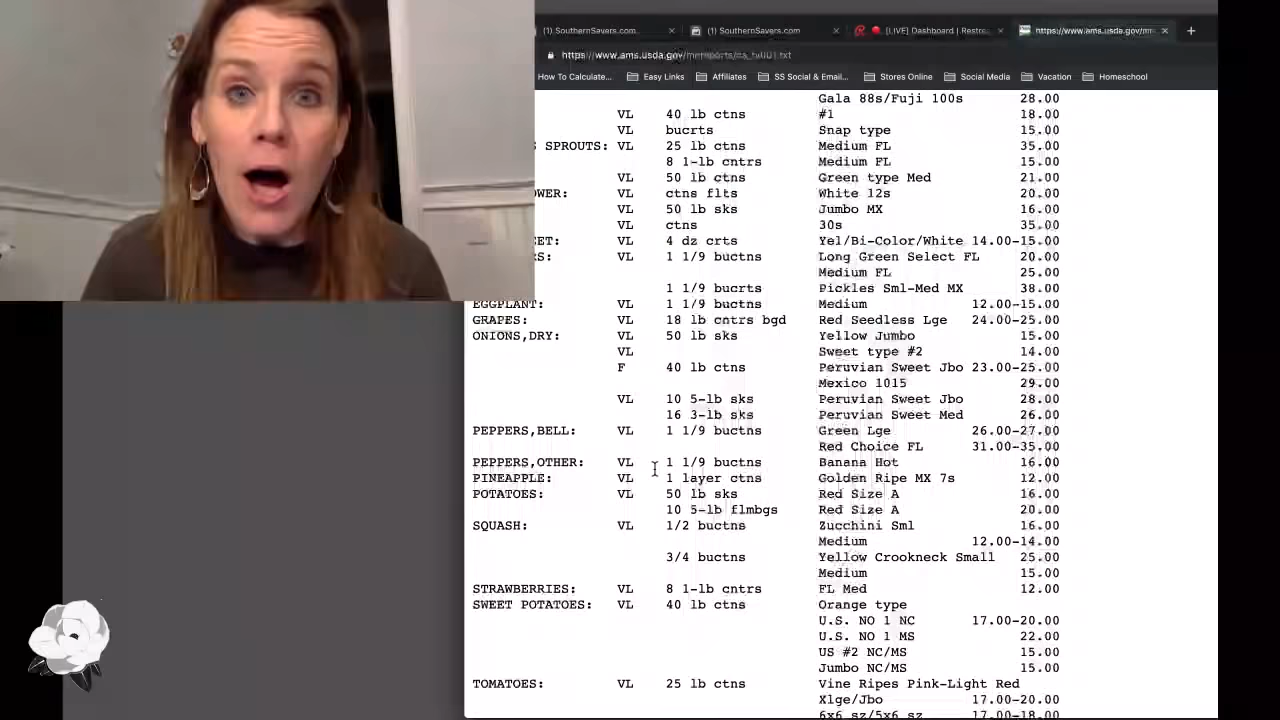 (1) SouthernSavers.com
(1) SouthernSavers.com
[LIVE] Dashboard | Restre
https://www.ams.usda.gov/m
https://www.ams.usda.gov/mnreports/ca_fv001.txt
How To Calculate...
Easy Links
Affiliates
SS Social & Email...
Stores Online
Social Media
Vacation
Homeschool
Gala 88s/Fuji 100s 28.00
VL 40 lb ctns #1 18.00
VL bucrts Snap type 15.00
S SPROUTS: VL 25 lb ctns Medium FL 35.00
8 1-lb cntrs Medium FL 15.00
VL 50 lb ctns Green type Med 21.00
OWER: VL ctns flts White 12s 20.00
VL 50 lb sks Jumbo MX 16.00
VL ctns 30s 35.00
EET: VL 4 dz crts Yel/Bi-Color/White 14.00-15.00
RS: VL 1 1/9 buctns Long Green Select FL 20.00
Medium FL 25.00
1 1/9 bucrts Pickles Sml-Med MX 38.00
EGGPLANT: VL 1 1/9 buctns Medium 12.00-15.00
GRAPES: VL 18 lb cntrs bgd Red Seedless Lge 24.00-25.00
ONIONS,DRY: VL 50 lb sks Yellow Jumbo 15.00
VL Sweet type #2 14.00
F 40 lb ctns Peruvian Sweet Jbo 23.00-25.00
Mexico 1015 29.00
VL 10 5-lb sks Peruvian Sweet Jbo 28.00
16 3-lb sks Peruvian Sweet Med 26.00
PEPPERS,BELL: VL 1 1/9 buctns Green Lge 26.00-27.00
Red Choice FL 31.00-35.00
PEPPERS,OTHER: VL 1 1/9 buctns Banana Hot 16.00
PINEAPPLE: VL 1 layer ctns Golden Ripe MX 7s 12.00
POTATOES: VL 50 lb sks Red Size A 16.00
10 5-lb flmbgs Red Size A 20.00
SQUASH: VL 1/2 buctns Zucchini Sml 16.00
Medium 12.00-14.00
3/4 buctns Yellow Crookneck Small 25.00
Medium 15.00
STRAWBERRIES: VL 8 1-lb cntrs FL Med 12.00
SWEET POTATOES: VL 40 lb ctns Orange type
U.S. NO 1 NC 17.00-20.00
U.S. NO 1 MS 22.00
US #2 NC/MS 15.00
Jumbo NC/MS 15.00
TOMATOES: VL 25 lb ctns Vine Ripes Pink-Light Red
Xlge/Jbo 17.00-20.00
6x6 sz/5x6 sz 17.00-18.00